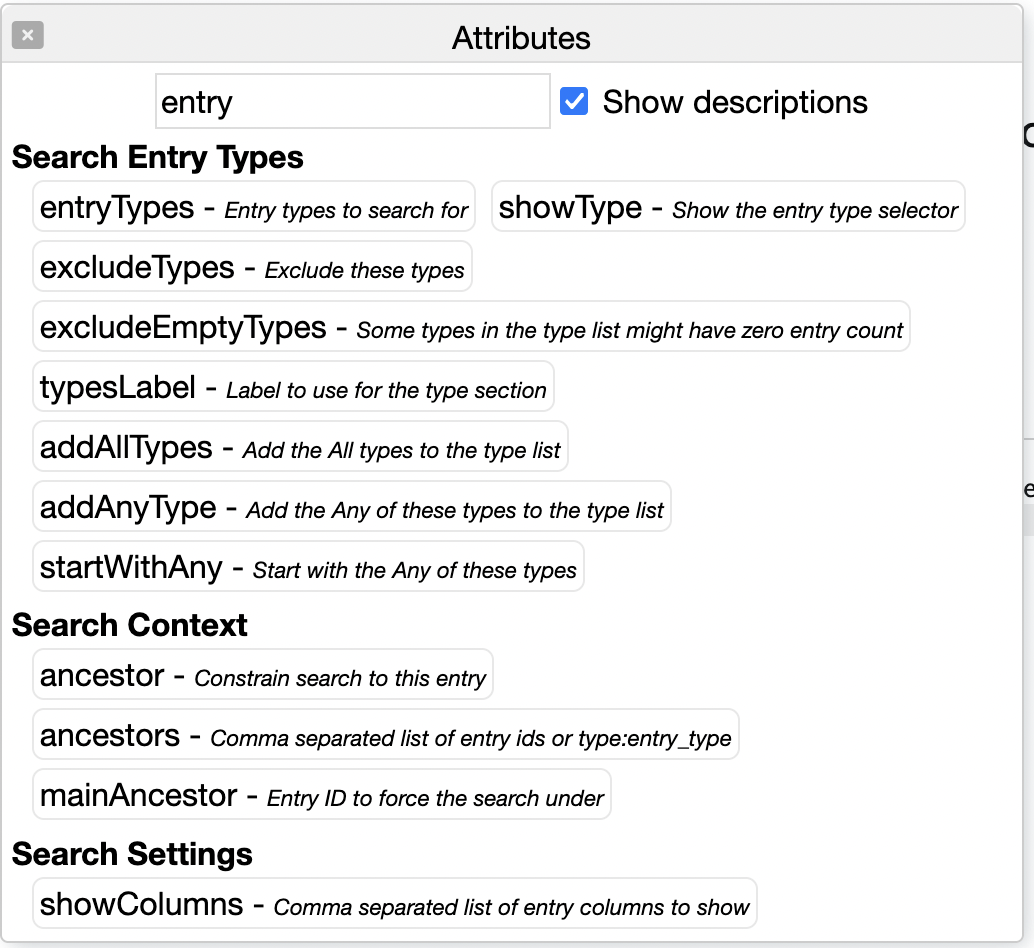 Attributes
entry Show descriptions
Search Entry Types
entryTypes - Entry types to search for showType - Show the entry type selector
excludeTypes - Exclude these types
excludeEmptyTypes - Some types in the type list might have zero entry count
typesLabel - Label to use for the type section
addAllTypes - Add the All types to the type list
addAnyType - Add the Any of these types to the type list
startWithAny - Start with the Any of these types
Search Context
ancestor - Constrain search to this entry
ancestors - Comma separated list of entry ids or type:entry_type
mainAncestor - Entry ID to force the search under
Search Settings
showColumns - Comma separated list of entry columns to show